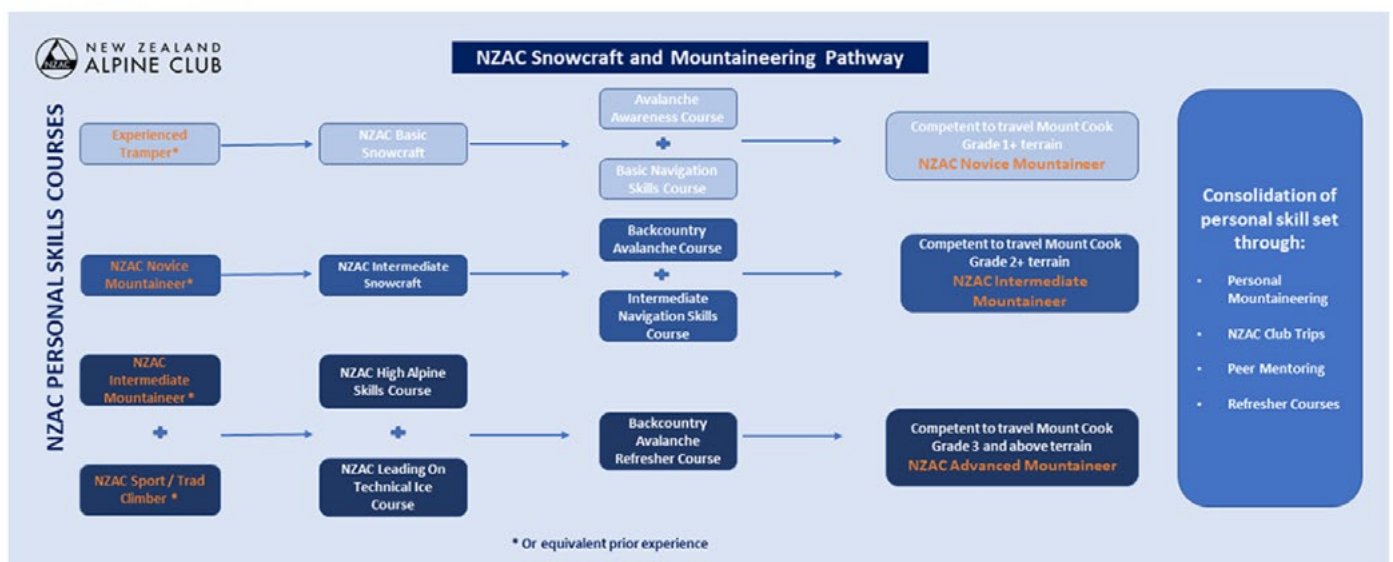 NEW ZEALAND
ALPINE CLUB
NZAC
NZAC Snowcraft and Mountaineering Pathway
NZAC PERSONAL SKILLS COURSES
Experienced
Tramper*
NZAC Basic
Snowcraft
Avalanche
Awareness Course
+
Basic Navigation
Skills Course
Competent to travel Mount Cook
Grade 1+ terrain
NZAC Novice Mountaineer
NZAC Novice
Mountaineer*
NZAC Intermediate
Snowcraft
Backcountry
Avalanche Course
+
Intermediate
Navigation Skills
Course
Competent to travel Mount Cook
Grade 2+ terrain
NZAC Intermediate
Mountaineer
NZAC
Intermediate
Mountaineer *
+
NZAC Sport / Trad
Climber *
NZAC High Alpine
Skills Course
+
NZAC Leading On
Technical Ice
Course
Backcountry
Avalanche
Refresher Course
Competent to travel Mount Cook
Grade 3 and above terrain
NZAC Advanced Mountaineer
Consolidation of
personal skill set
through:
• Personal
Mountaineering
• NZAC Club Trips
• Peer Mentoring
• Refresher Courses
* Or equivalent prior experience